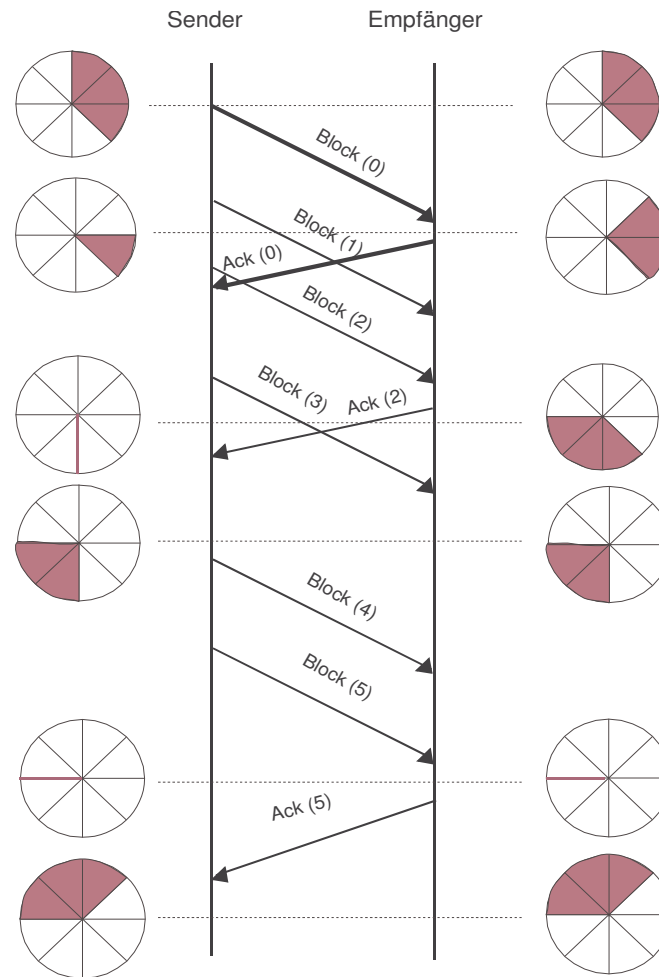 Sender
Empfänger
Block (0)
Block (1)
Ack (0)
Block (2)
Block (3)
Ack (2)
Block (4)
Block (5)
Ack (5)